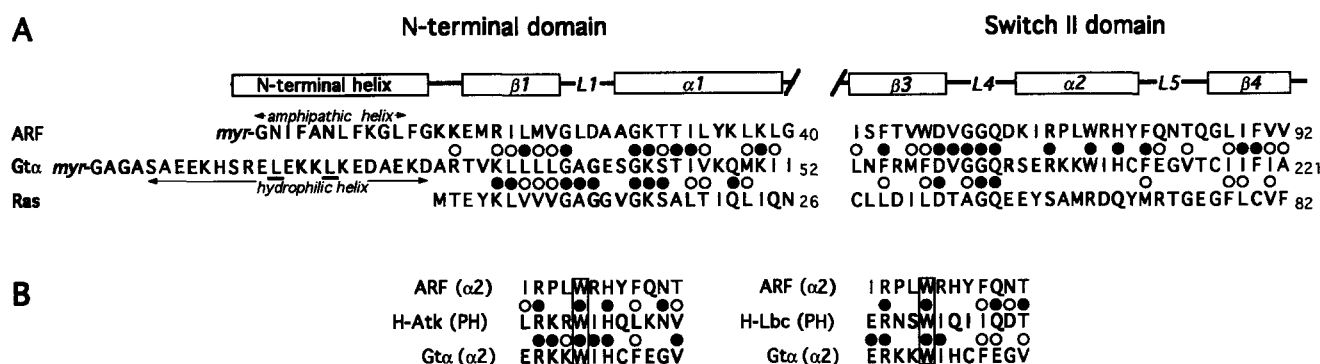 A
N-terminal domain
Switch II domain
N-terminal helix β1 L1 α1 β3 L4 α2 L5 β4
amphipathic helix
ARF myr-GNIFANLFKGLFGKKEMRILMVGLDAAGKTTILYKLKLG 40 ISFTVWDVGGQDKIRPLWRHYFQNTQGLIFVV 92
Gtα myr-GAGASAEEKHSRELEKKLKEDAEKDARTVKLLLLGAGESGKSTIVKQMKII 52 LNFRMFDVGGQRSERKKWIHCFEGVTCIIFIA 221
hydrophilic helix
Ras MTEYKLVVVGAGGVGKSALTIQLIQN 26 CLLDILDTAGQEEYSAMRDQYMRTGEGFLCVF 82
B
ARF (α2) IRPLWRHYFQNT
H-Atk (PH) LRKRWIHQLKNV
Gtα (α2) ERKKWIHCFEGV
ARF (α2) IRPLWRHYFQNT
H-Lbc (PH) ERNSWIQIIQDT
Gtα (α2) ERKKWIHCFEGV